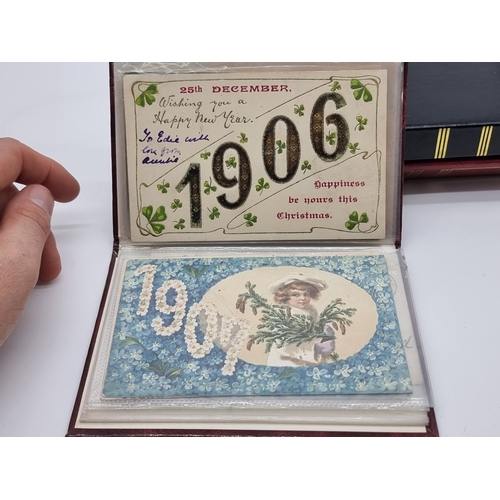 25th DECEMBER,
Wishing you a
Happy New Year.
To Edie with
love from
Auntie
1906
Happiness
be yours this
Christmas.
1907